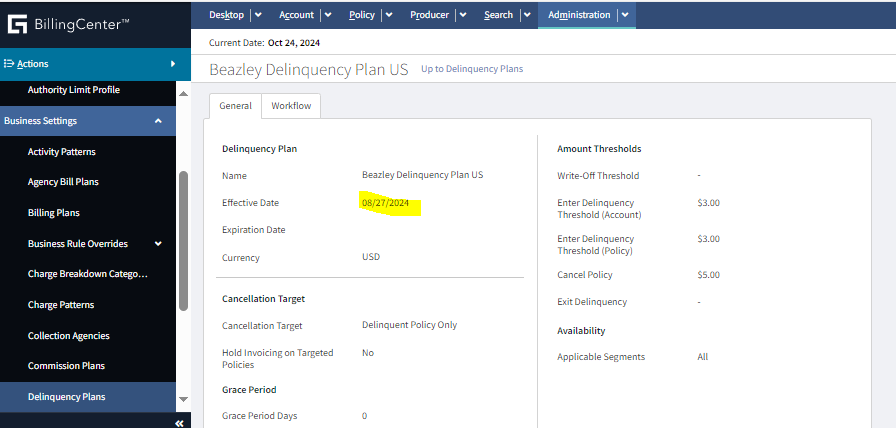 BillingCenter™
Desktop
Account
Policy
Producer
Search
Administration
Current Date: Oct 24, 2024
Actions
Beazley Delinquency Plan US Up to Delinquency Plans
Authority Limit Profile
Business Settings
Activity Patterns
Agency Bill Plans
Billing Plans
Business Rule Overrides
Charge Breakdown Catego...
Charge Patterns
Collection Agencies
Commission Plans
Delinquency Plans
«
General
Workflow
Delinquency Plan
Name Beazley Delinquency Plan US
Effective Date 08/27/2024
Expiration Date
Currency USD
Cancellation Target
Cancellation Target Delinquent Policy Only
Hold Invoicing on Targeted No
Policies
Grace Period
Grace Period Days 0
Amount Thresholds
Write-Off Threshold -
Enter Delinquency $3.00
Threshold (Account)
Enter Delinquency $3.00
Threshold (Policy)
Cancel Policy $5.00
Exit Delinquency -
Availability
Applicable Segments All